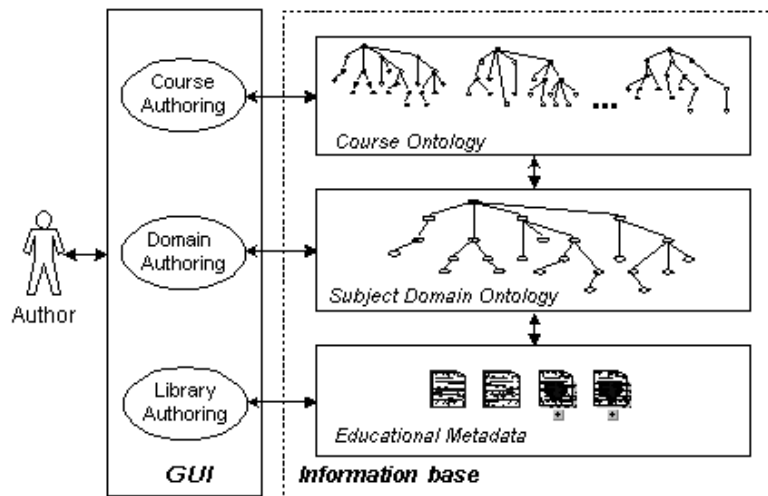 Course
Authoring
Course Ontology
Domain
Authoring
Subject Domain Ontology
Author
Library
Authoring
Educational Metadata
GUI
Information base